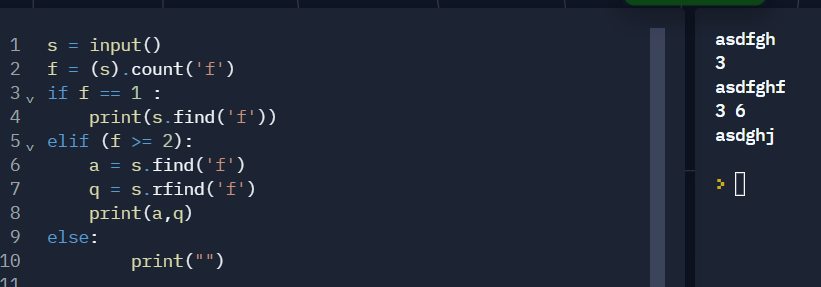 1 s = input()
2 f = (s).count('f')
3 if f == 1 :
4     print(s.find('f'))
5 elif (f >= 2):
6     a = s.find('f')
7     q = s.rfind('f')
8     print(a,q)
9 else:
10         print("")
11
asdfgh
3
asdfghf
3 6
asdghj
>